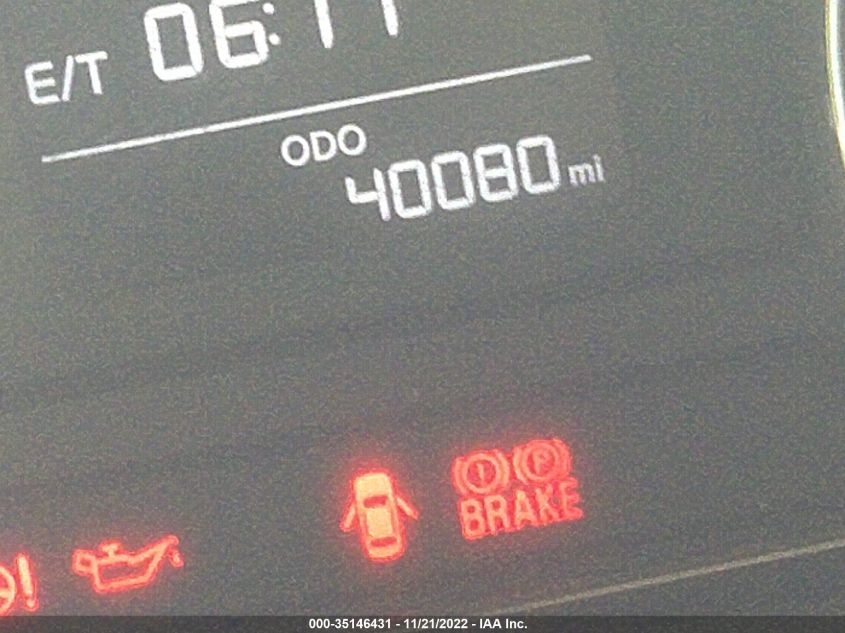 E/T 06:11
ODO
40080 mi
BRAKE
000-35146431 - 11/21/2022 - IAA Inc.